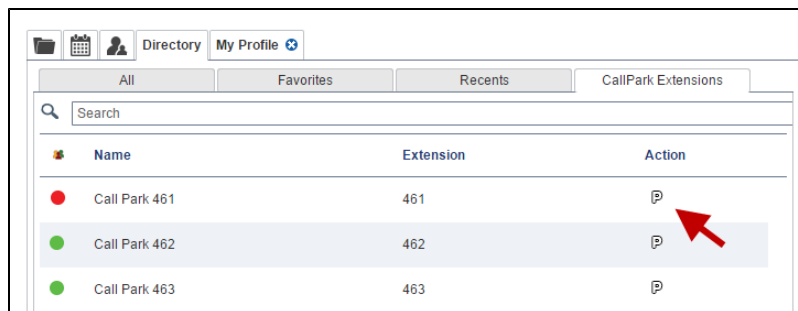 Directory My Profile
All Favorites Recents CallPark Extensions
Search
Name Extension Action
Call Park 461 461 P
Call Park 462 462 P
Call Park 463 463 P